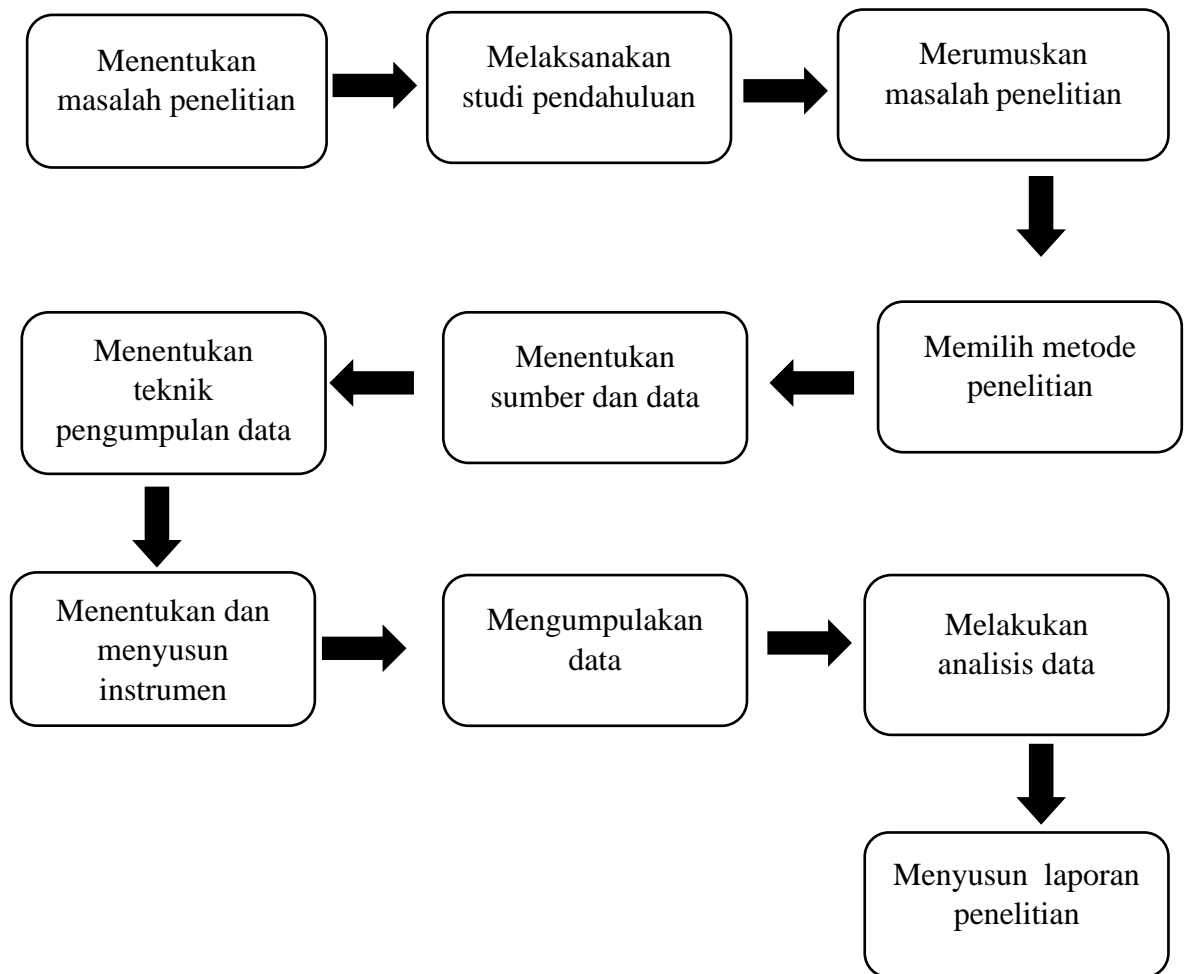 Menentukan
masalah penelitian
Melaksanakan
studi pendahuluan
Merumuskan
masalah penelitian
Memilih metode
penelitian
Menentukan
sumber dan data
Menentukan
teknik
pengumpulan data
Menentukan dan
menyusun
instrumen
Mengumpulakan
data
Melakukan
analisis data
Menyusun laporan
penelitian